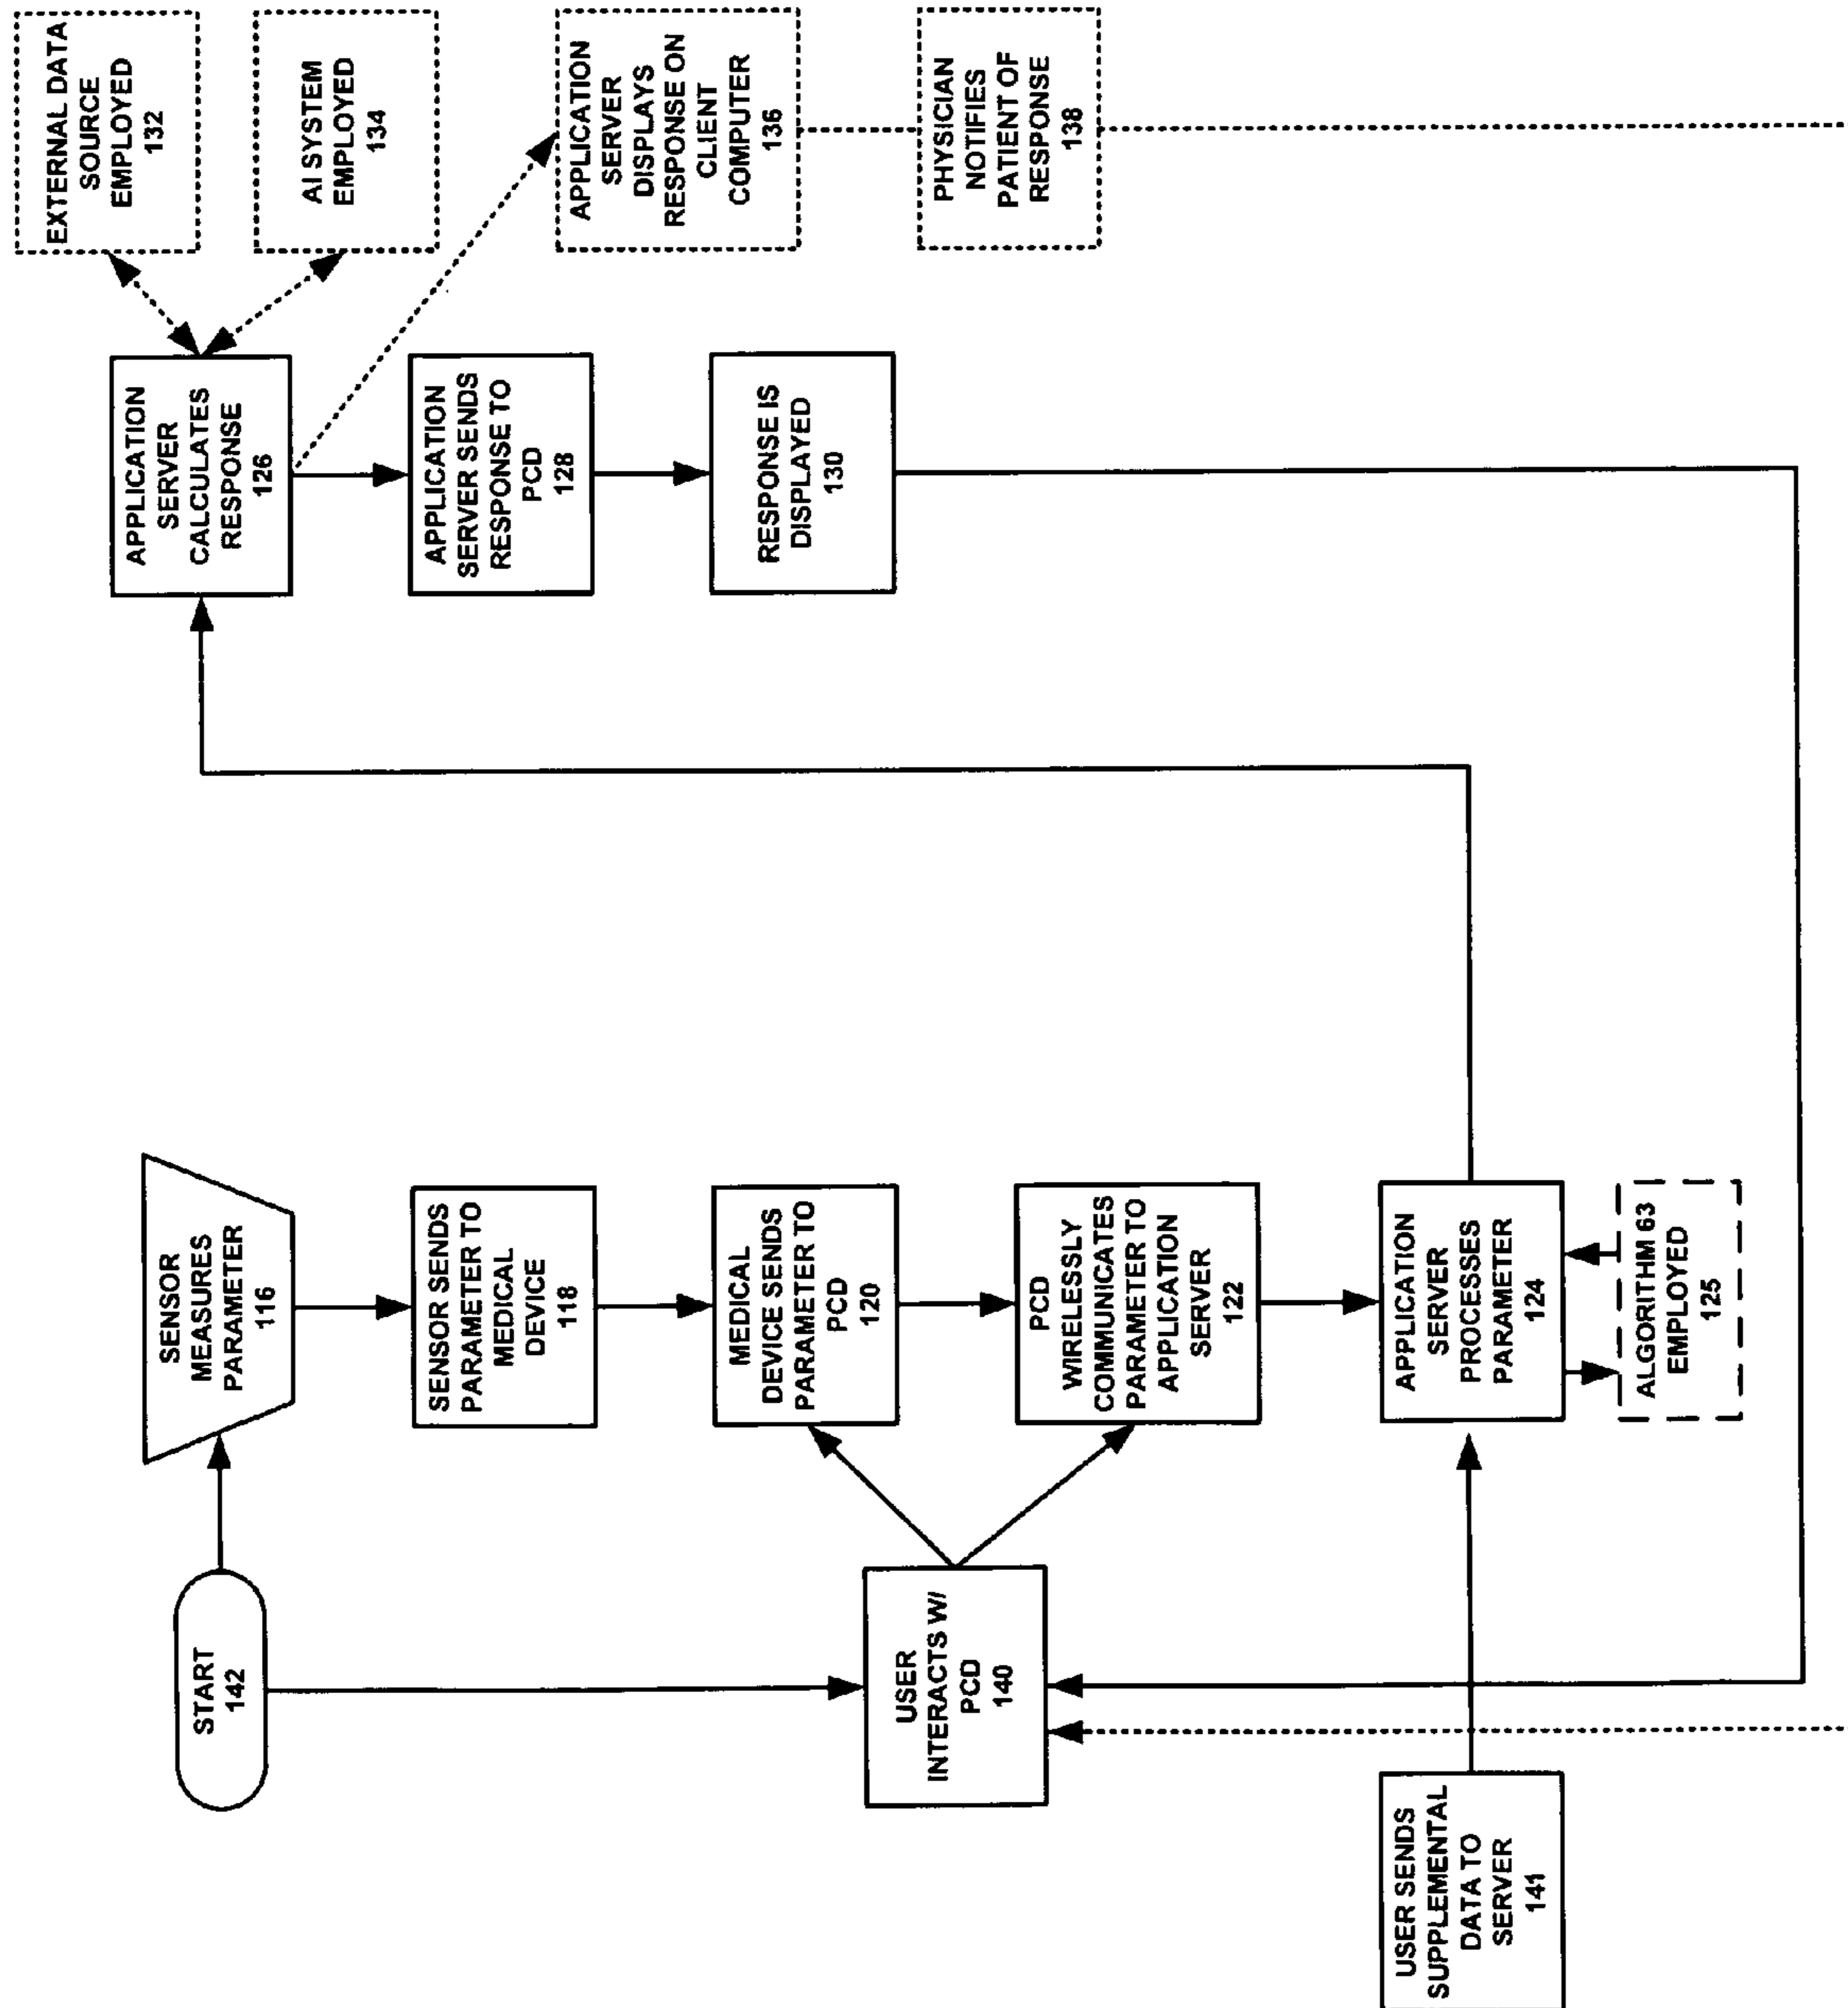 START
142
SENSOR
MEASURES
PARAMETER
116
SENSOR SENDS
PARAMETER TO
MEDICAL
DEVICE
118
MEDICAL
DEVICE SENDS
PARAMETER TO
PCD
120
USER
INTERACTS W/
PCD
140
PCD
WIRELESSLY
COMMUNICATES
PARAMETER TO
APPLICATION
SERVER
122
USER SENDS
SUPPLEMENTAL
DATA TO
SERVER
141
APPLICATION
SERVER
PROCESSES
PARAMETER
124
ALGORITHM 63
EMPLOYED
125
APPLICATION
SERVER
CALCULATES
RESPONSE
126
APPLICATION
SERVER SENDS
RESPONSE TO
PCD
128
RESPONSE IS
DISPLAYED
130
EXTERNAL DATA
SOURCE
EMPLOYED
132
AI SYSTEM
EMPLOYED
134
APPLICATION
SERVER
DISPLAYS
RESPONSE ON
CLIENT
COMPUTER
136
PHYSICIAN
NOTIFIES
PATIENT OF
RESPONSE
138